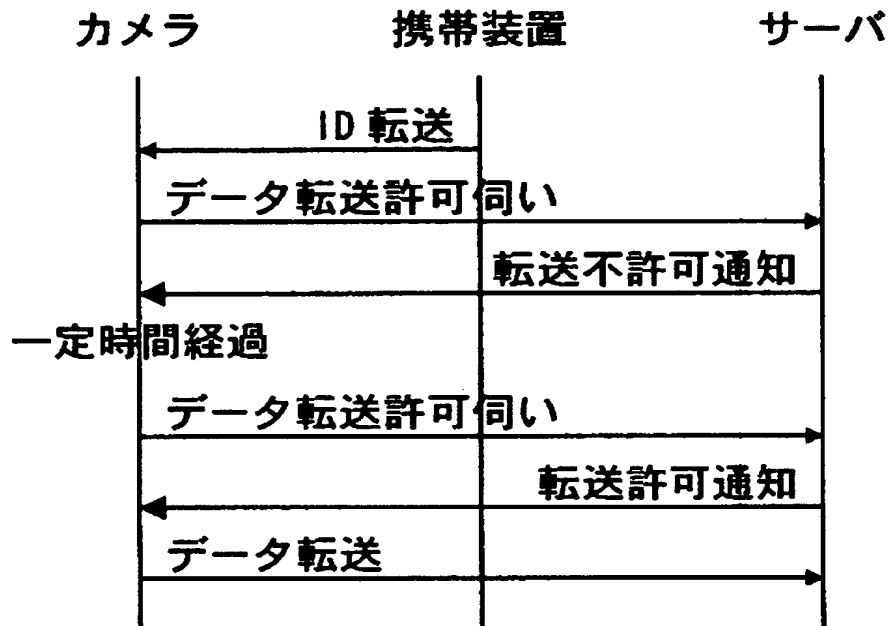 カメラ 携帯装置 サーバ
ID転送
データ転送許可伺い
転送不許可通知
一定時間経過
データ転送許可伺い
転送許可通知
データ転送